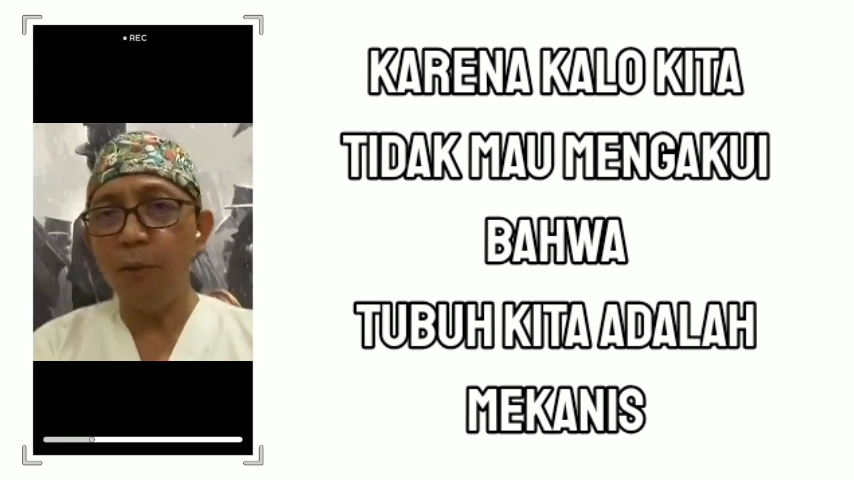 REC
KARENA KALO KITA
TIDAK MAU MENGAKUI
BAHWA
TUBUH KITA ADALAH
MEKANIS